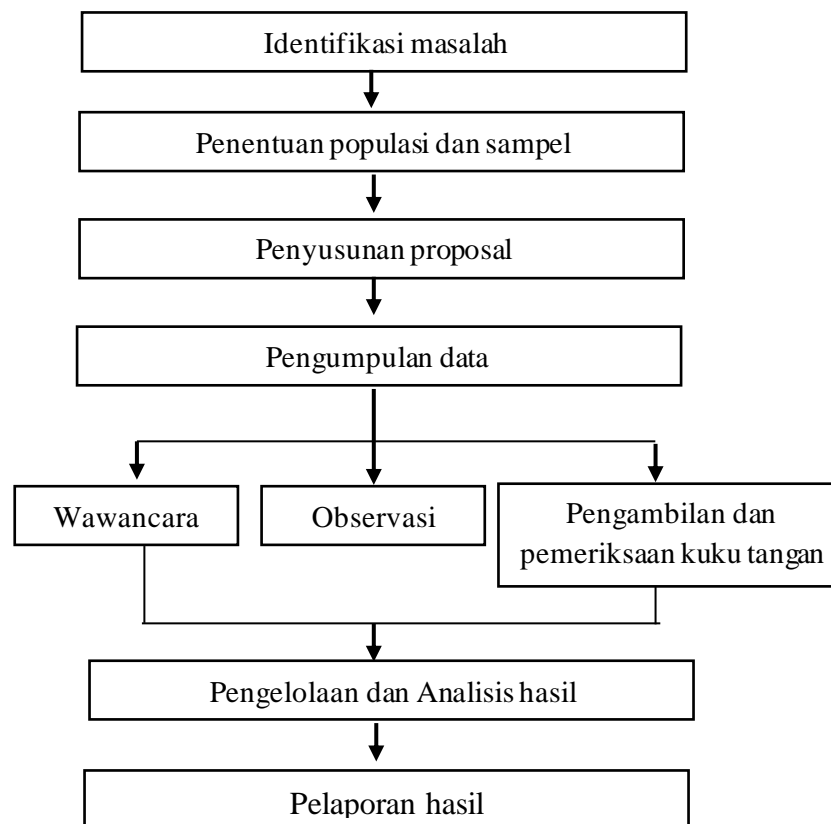 Identifikasi masalah
Penentuan populasi dan sampel
Penyusunan proposal
Pengumpulan data
Wawancara
Observasi
Pengambilan dan
pemeriksaan kuku tangan
Pengelolaan dan Analisis hasil
Pelaporan hasil